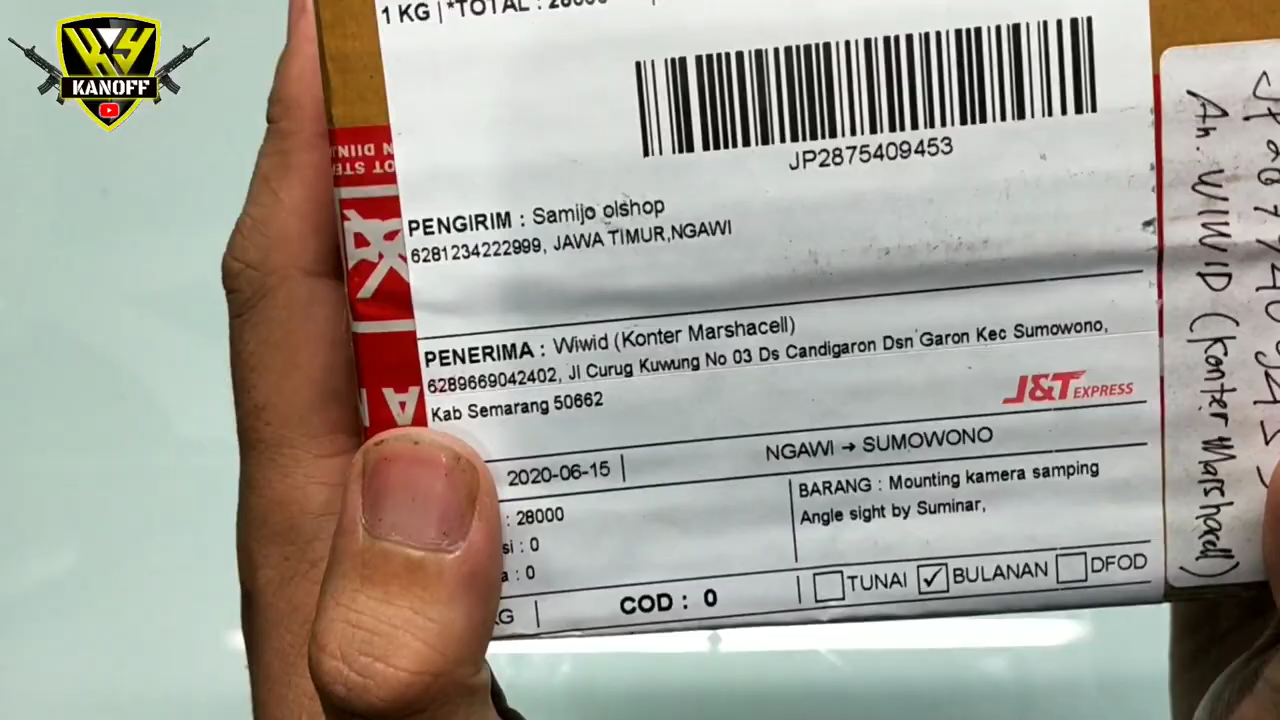 KANOFF
1 KG | *TOTAL : 28000
JP2875409453
PENGIRIM : Samijo olshop
6281234222999, JAWA TIMUR,NGAWI
PENERIMA : Wiwid (Konter Marshacell)
6289669042402, Jl Curug Kuwung No 03 Ds Candigaron Dsn Garon Kec Sumowono,
Kab Semarang 50662
J&T EXPRESS
NGAWI → SUMOWONO
2020-06-15
: 28000
BARANG : Mounting kamera samping
Angle sight by Suminar,
: 0
: 0
COD : 0
TUNAI ✓ BULANAN DFOD
An. WIWID (Konter Marshacell)